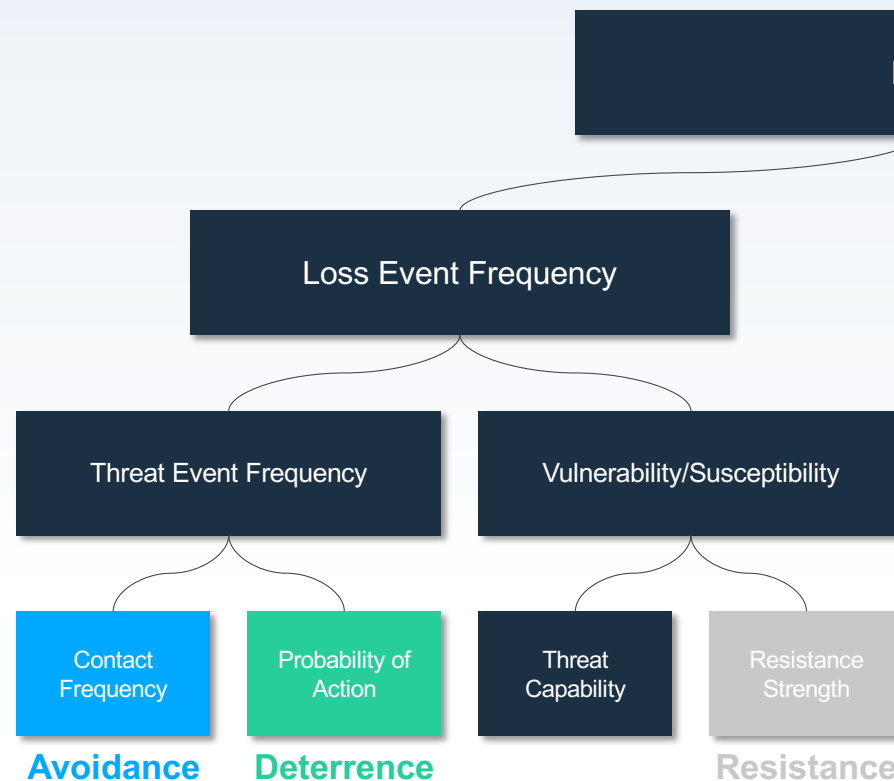 Loss Event Frequency
Threat Event Frequency
Vulnerability/Susceptibility
Contact
Frequency
Probability of
Action
Threat
Capability
Resistance
Strength
Avoidance
Deterrence
Resistance